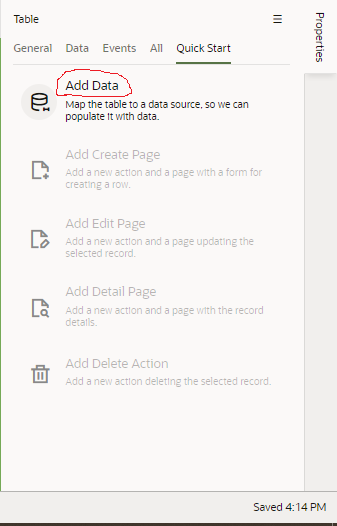 Table
Properties
General Data Events All Quick Start
Add Data
Map the table to a data source, so we can
populate it with data.
Add Create Page
Add a new action and a page with a form for
creating a row.
Add Edit Page
Add a new action and a page updating the
selected record.
Add Detail Page
Add a new action and a page with the record
details.
Add Delete Action
Add a new action deleting the selected record.
Saved 4:14 PM